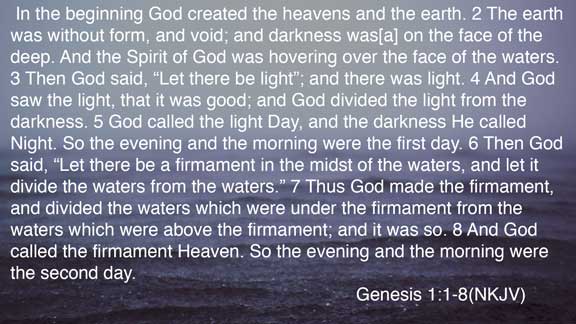 In the beginning God created the heavens and the earth. 2 The earth
was without form, and void; and darkness was[a] on the face of the
deep. And the Spirit of God was hovering over the face of the waters.
3 Then God said, “Let there be light”; and there was light. 4 And God
saw the light, that it was good; and God divided the light from the
darkness. 5 God called the light Day, and the darkness He called
Night. So the evening and the morning were the first day. 6 Then God
said, “Let there be a firmament in the midst of the waters, and let it
divide the waters from the waters.” 7 Thus God made the firmament,
and divided the waters which were under the firmament from the
waters which were above the firmament; and it was so. 8 And God
called the firmament Heaven. So the evening and the morning were
the second day.
Genesis 1:1-8(NKJV)